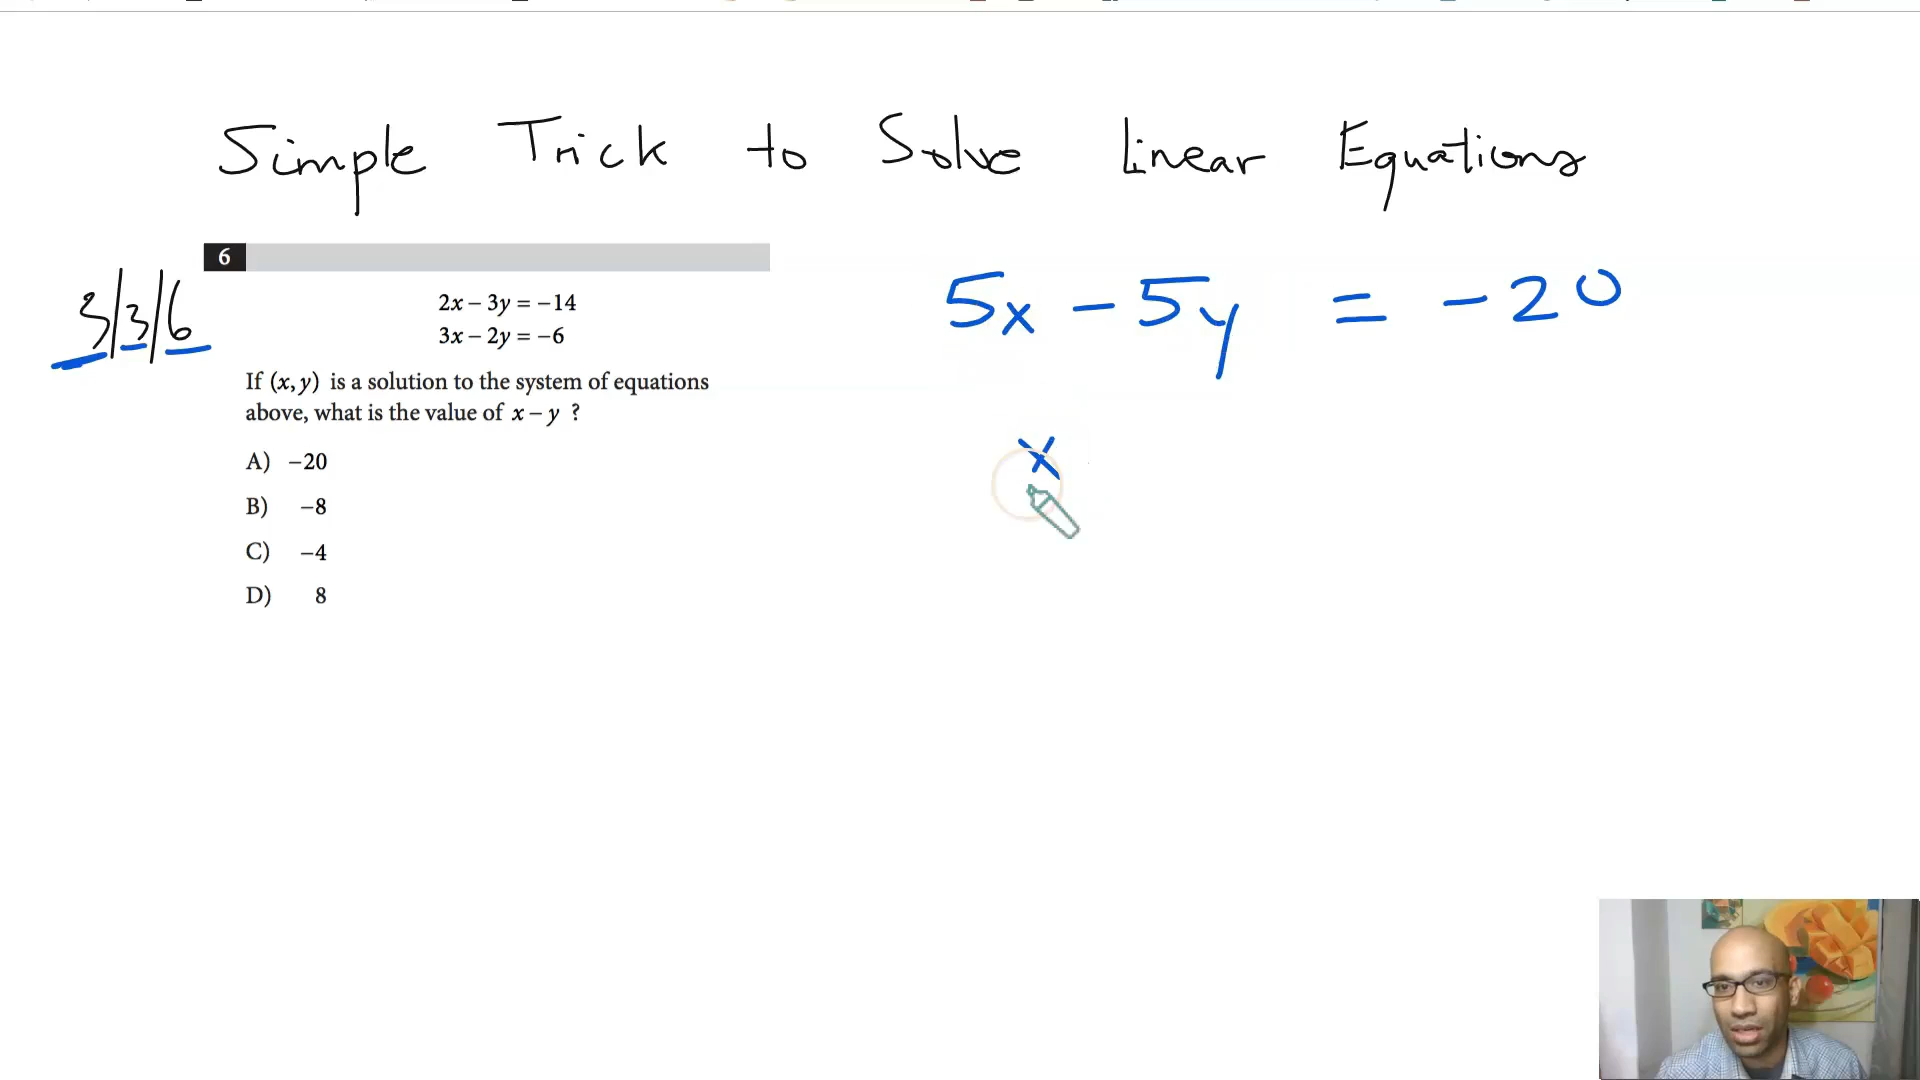 Simple Trick to Solve Linear Equations
6
3/3/6
2x – 3y = –14
3x – 2y = –6
If (x, y) is a solution to the system of equations
above, what is the value of x – y ?
A) –20
B) –8
C) –4
D) 8
5x - 5y = -20
x